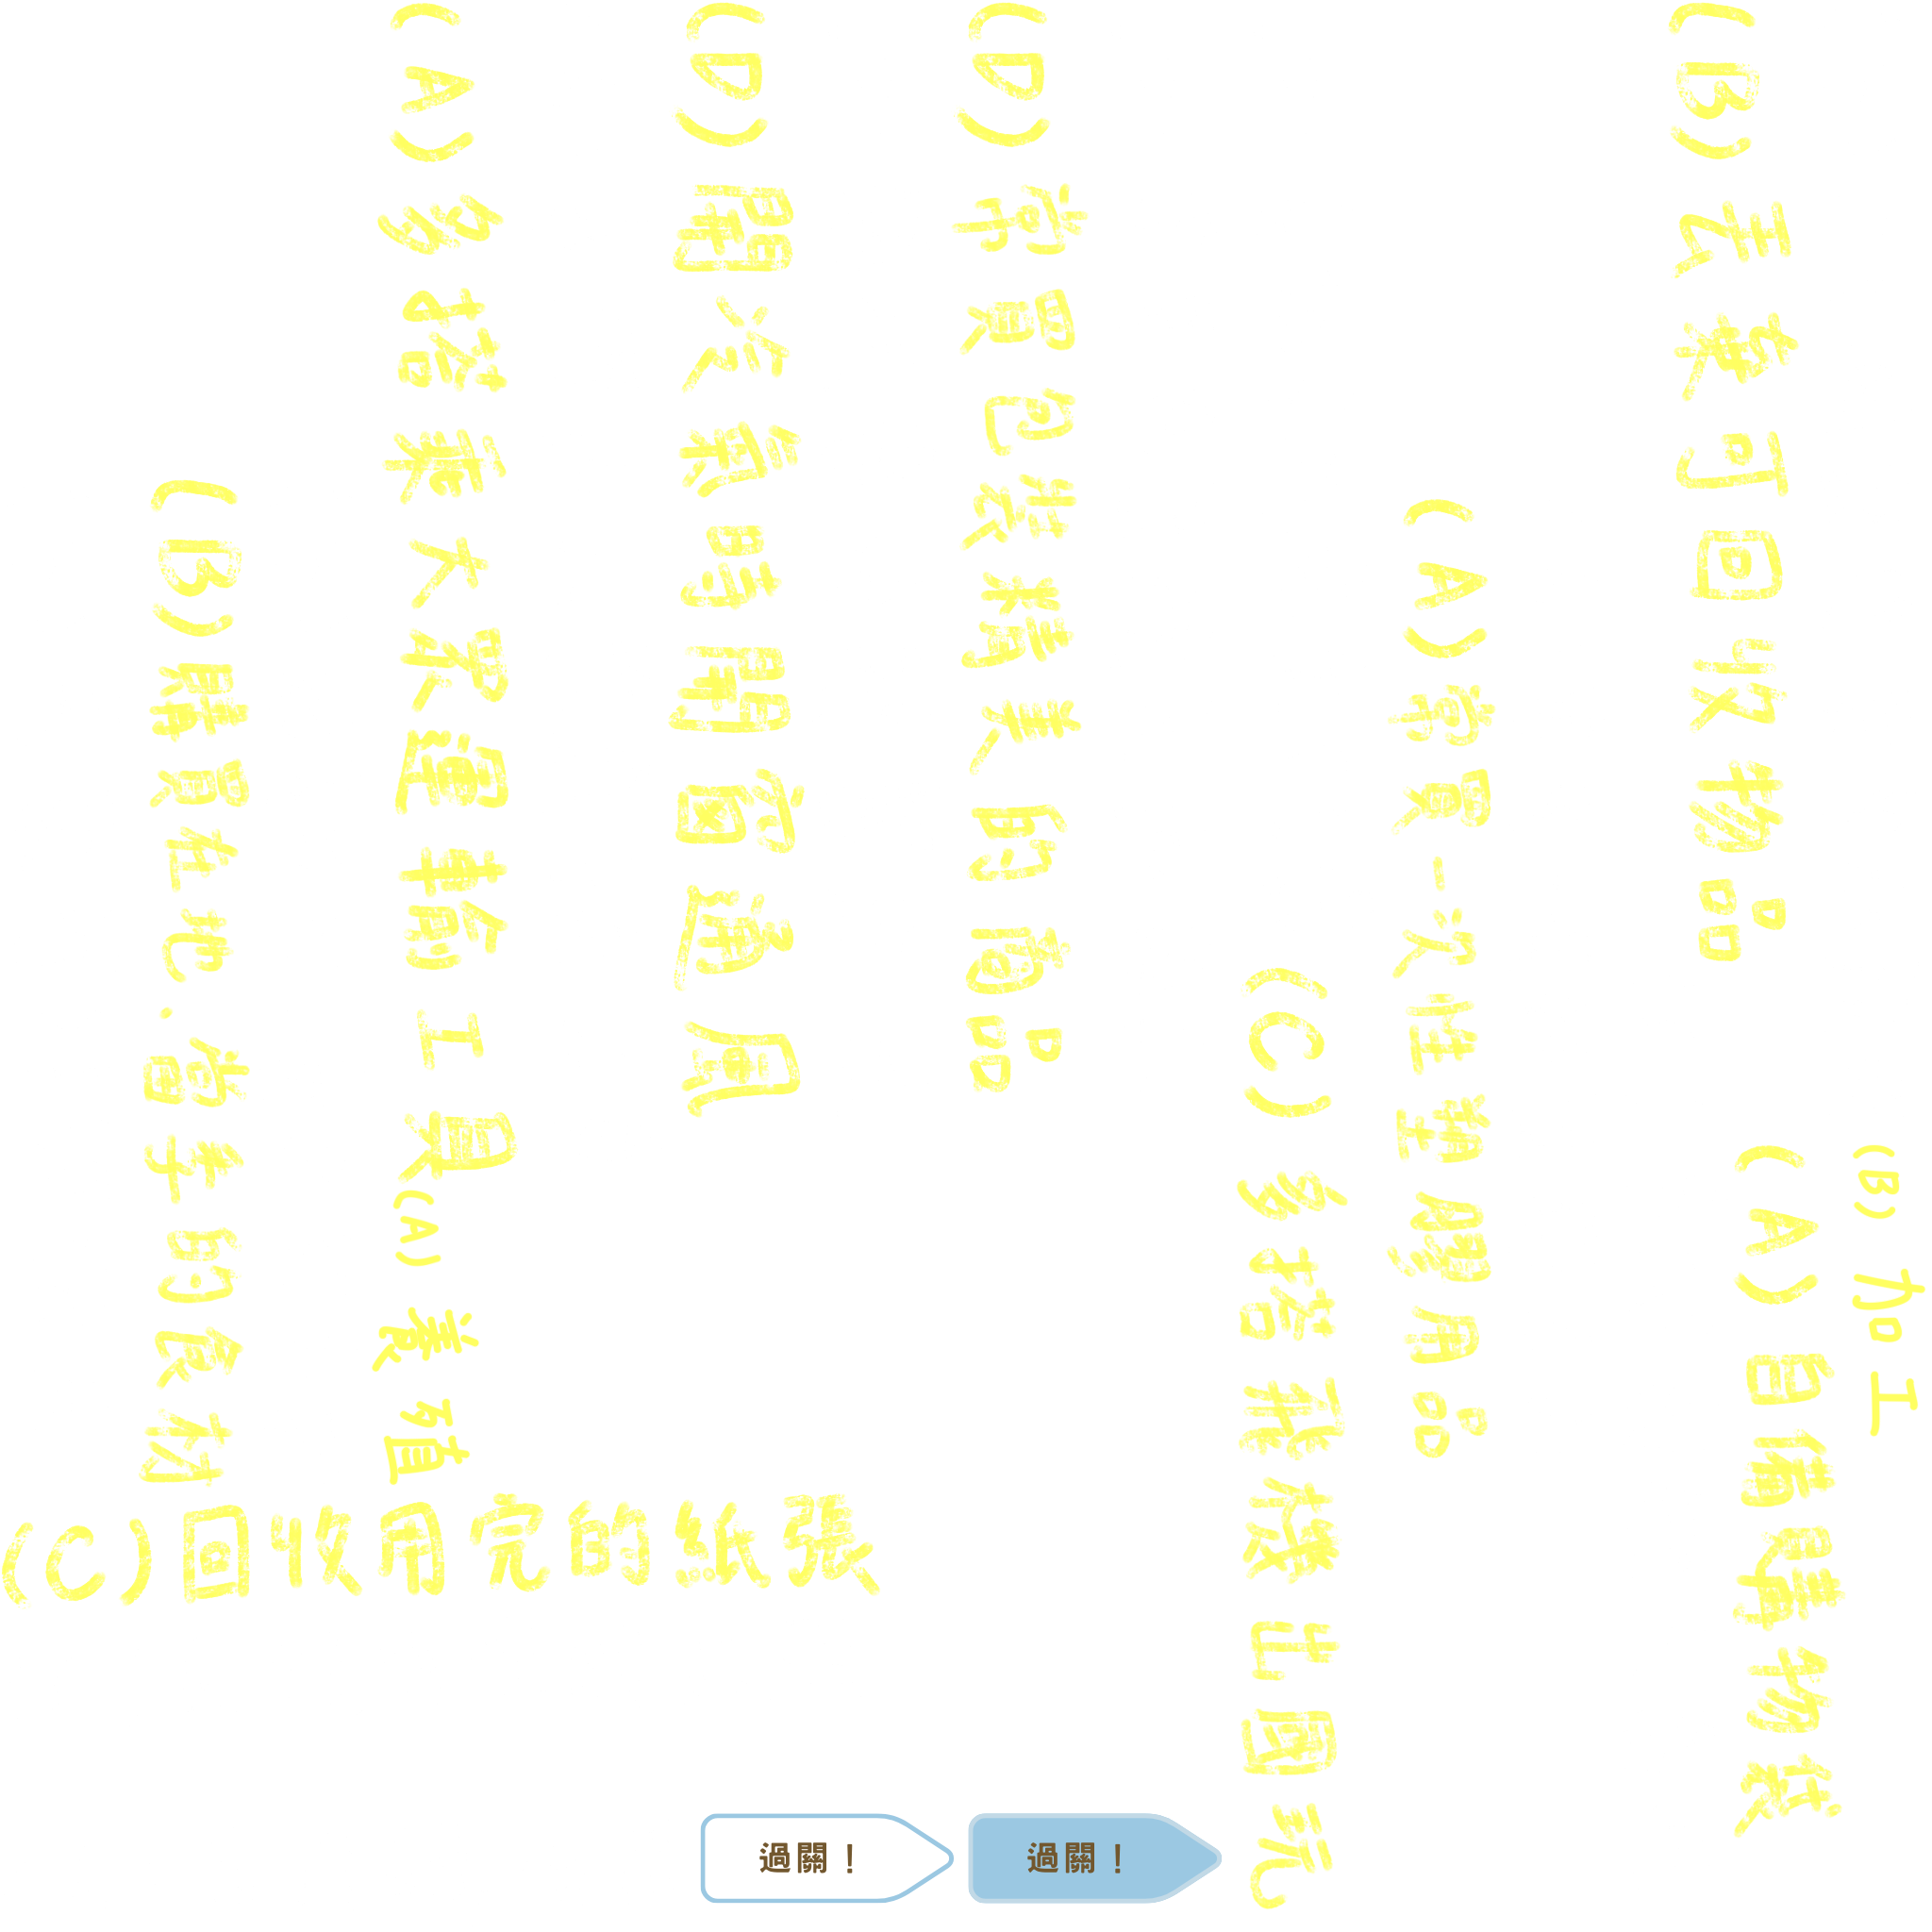 (B)加工
(A)自備購物袋
(B)丟棄可回收物品
(A)常買一次性塑膠用品
(C)多搭飛機出國玩
(D)常買包裝精美的商品
(D)開冷氣時開窗通風
(A)多搭乘大眾運輸工具
(A)養殖
(B)購買在地、當季的食材
(C)回收用完的紙張
過關！
過關！